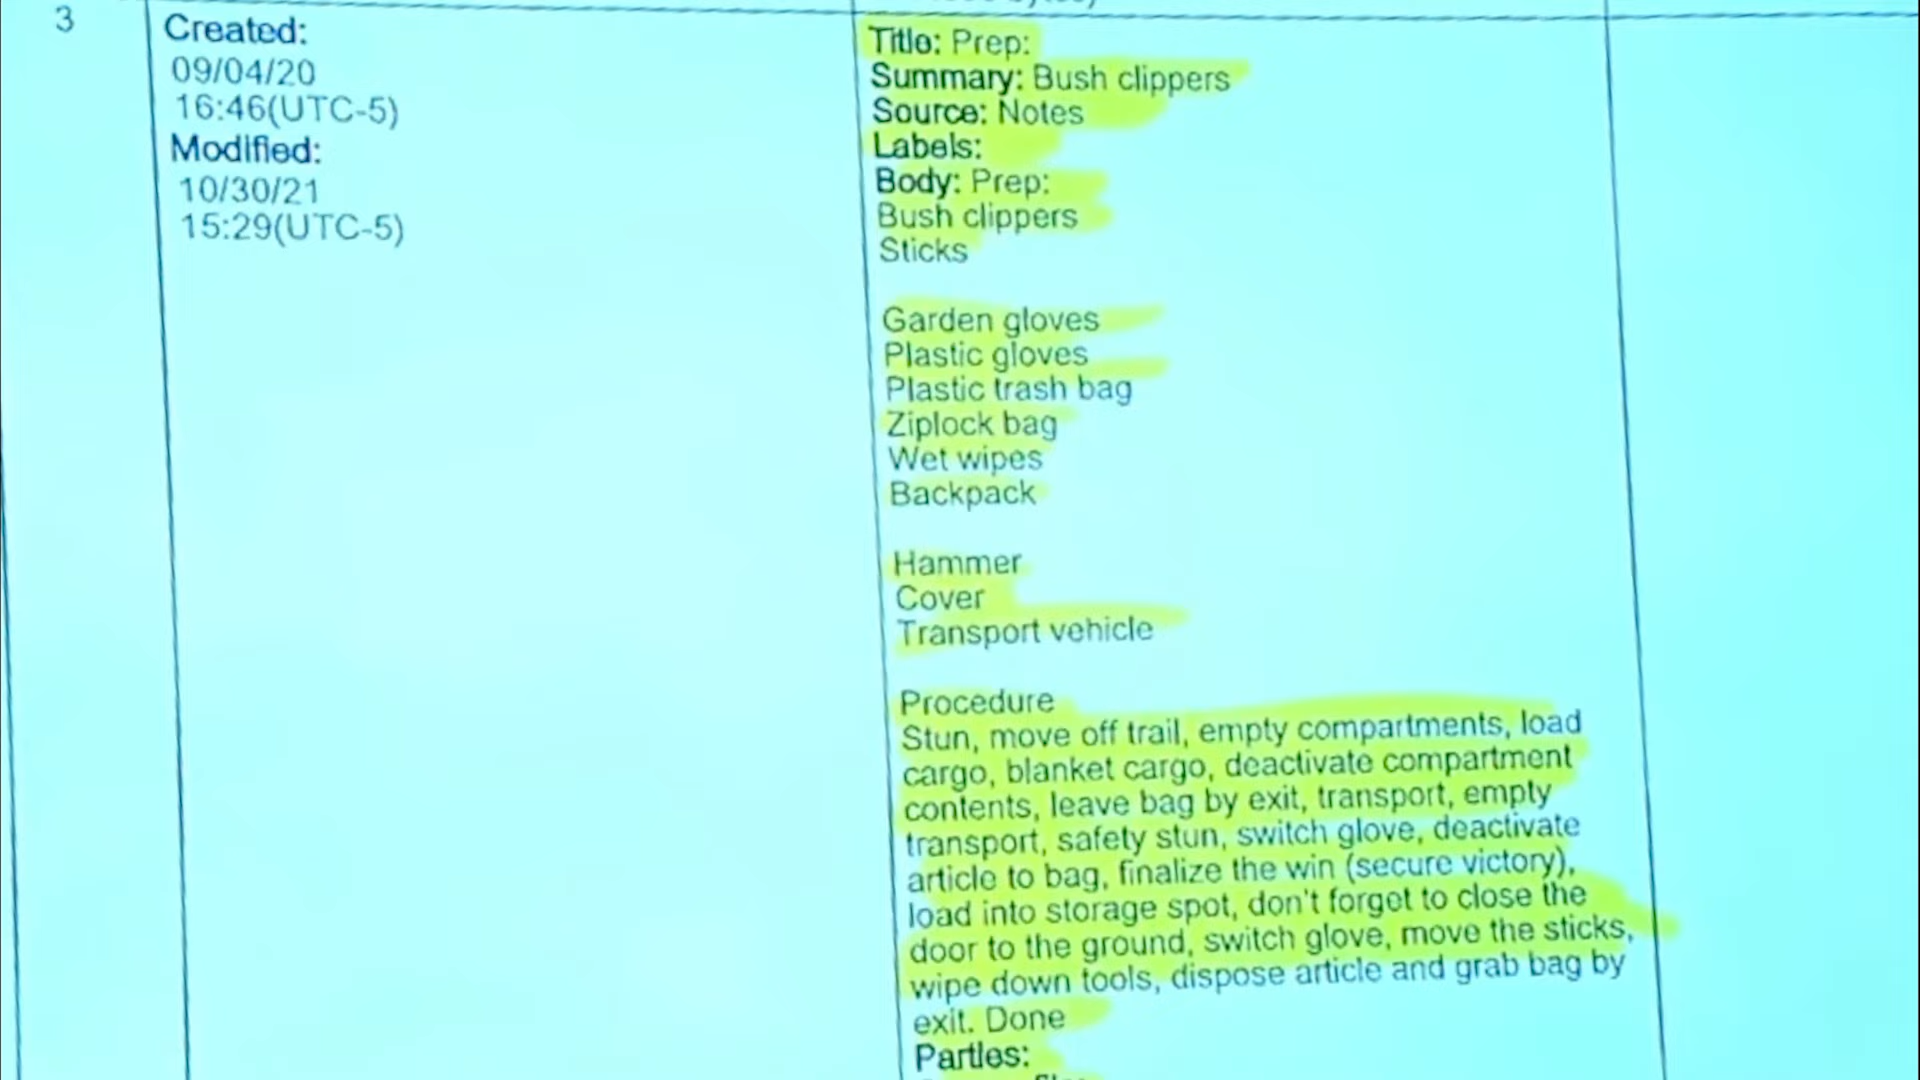 3
Created:
09/04/20
16:46(UTC-5)
Modified:
10/30/21
15:29(UTC-5)
Title: Prep:
Summary: Bush clippers
Source: Notes
Labels:
Body: Prep:
Bush clippers
Sticks
Garden gloves
Plastic gloves
Plastic trash bag
Ziplock bag
Wet wipes
Backpack
Hammer
Cover
Transport vehicle
Procedure
Stun, move off trail, empty compartments, load
cargo, blanket cargo, deactivate compartment
contents, leave bag by exit, transport, empty
transport, safety stun, switch glove, deactivate
article to bag, finalize the win (secure victory),
load into storage spot, don't forget to close the
door to the ground, switch glove, move the sticks,
wipe down tools, dispose article and grab bag by
exit. Done
Parties: